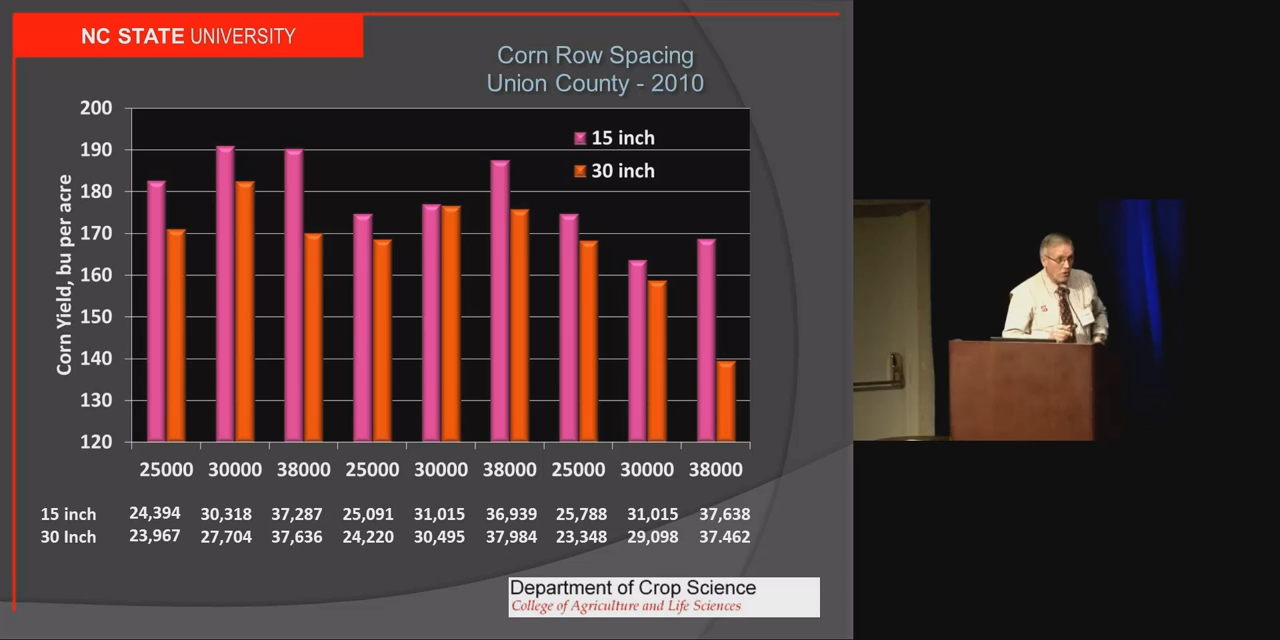 NC STATE UNIVERSITY
Corn Row Spacing
Union County - 2010
Corn Yield, bu per acre
200
190
180
170
160
150
140
130
120
15 inch
30 inch
25000 30000 38000 25000 30000 38000 25000 30000 38000
15 inch 24,394 30,318 37,287 25,091 31,015 36,939 25,788 31,015 37,638
30 Inch 23,967 27,704 37,636 24,220 30,495 37,984 23,348 29,098 37.462
Department of Crop Science
College of Agriculture and Life Sciences